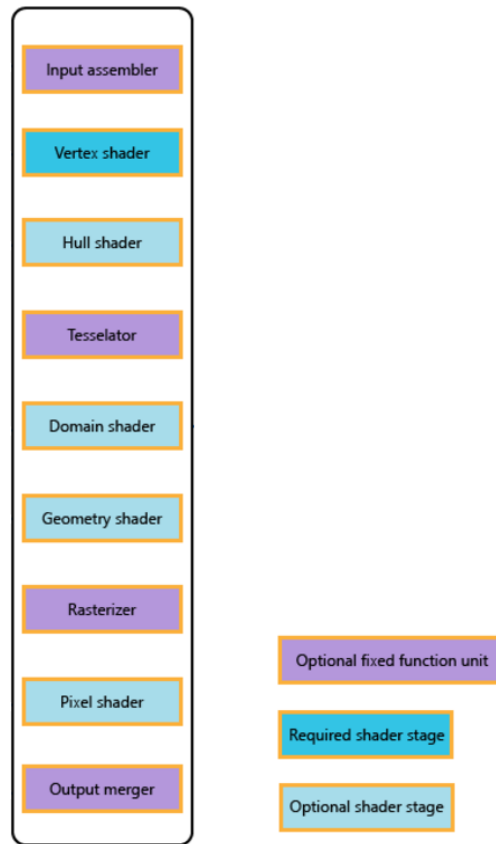 Input assembler
Vertex shader
Hull shader
Tesselator
Domain shader
Geometry shader
Rasterizer
Pixel shader
Output merger
Optional fixed function unit
Required shader stage
Optional shader stage